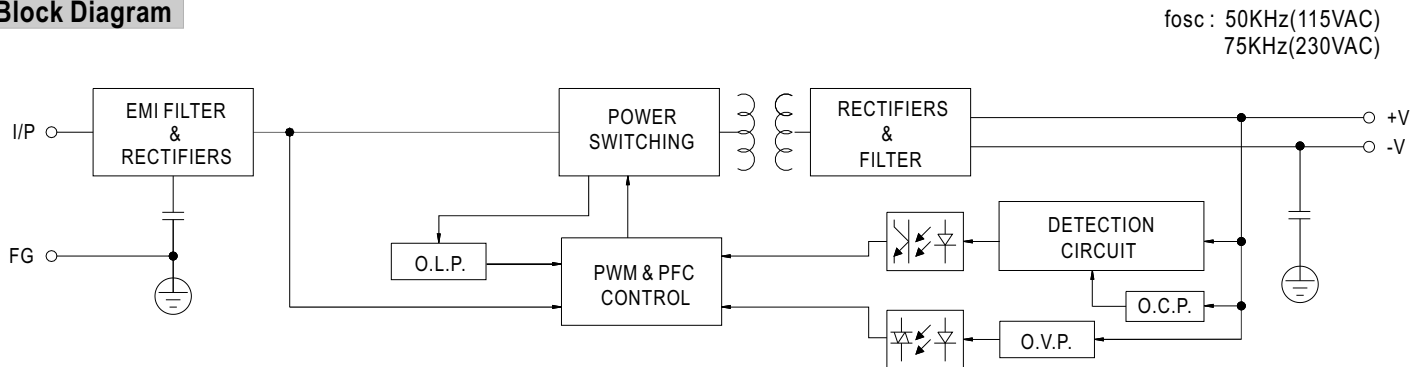 Block Diagram
fosc : 50KHz(115VAC)
75KHz(230VAC)
I/P
EMI FILTER
&
RECTIFIERS
POWER
SWITCHING
RECTIFIERS
&
FILTER
+V
-V
FG
O.L.P.
PWM & PFC
CONTROL
DETECTION
CIRCUIT
O.C.P.
O.V.P.